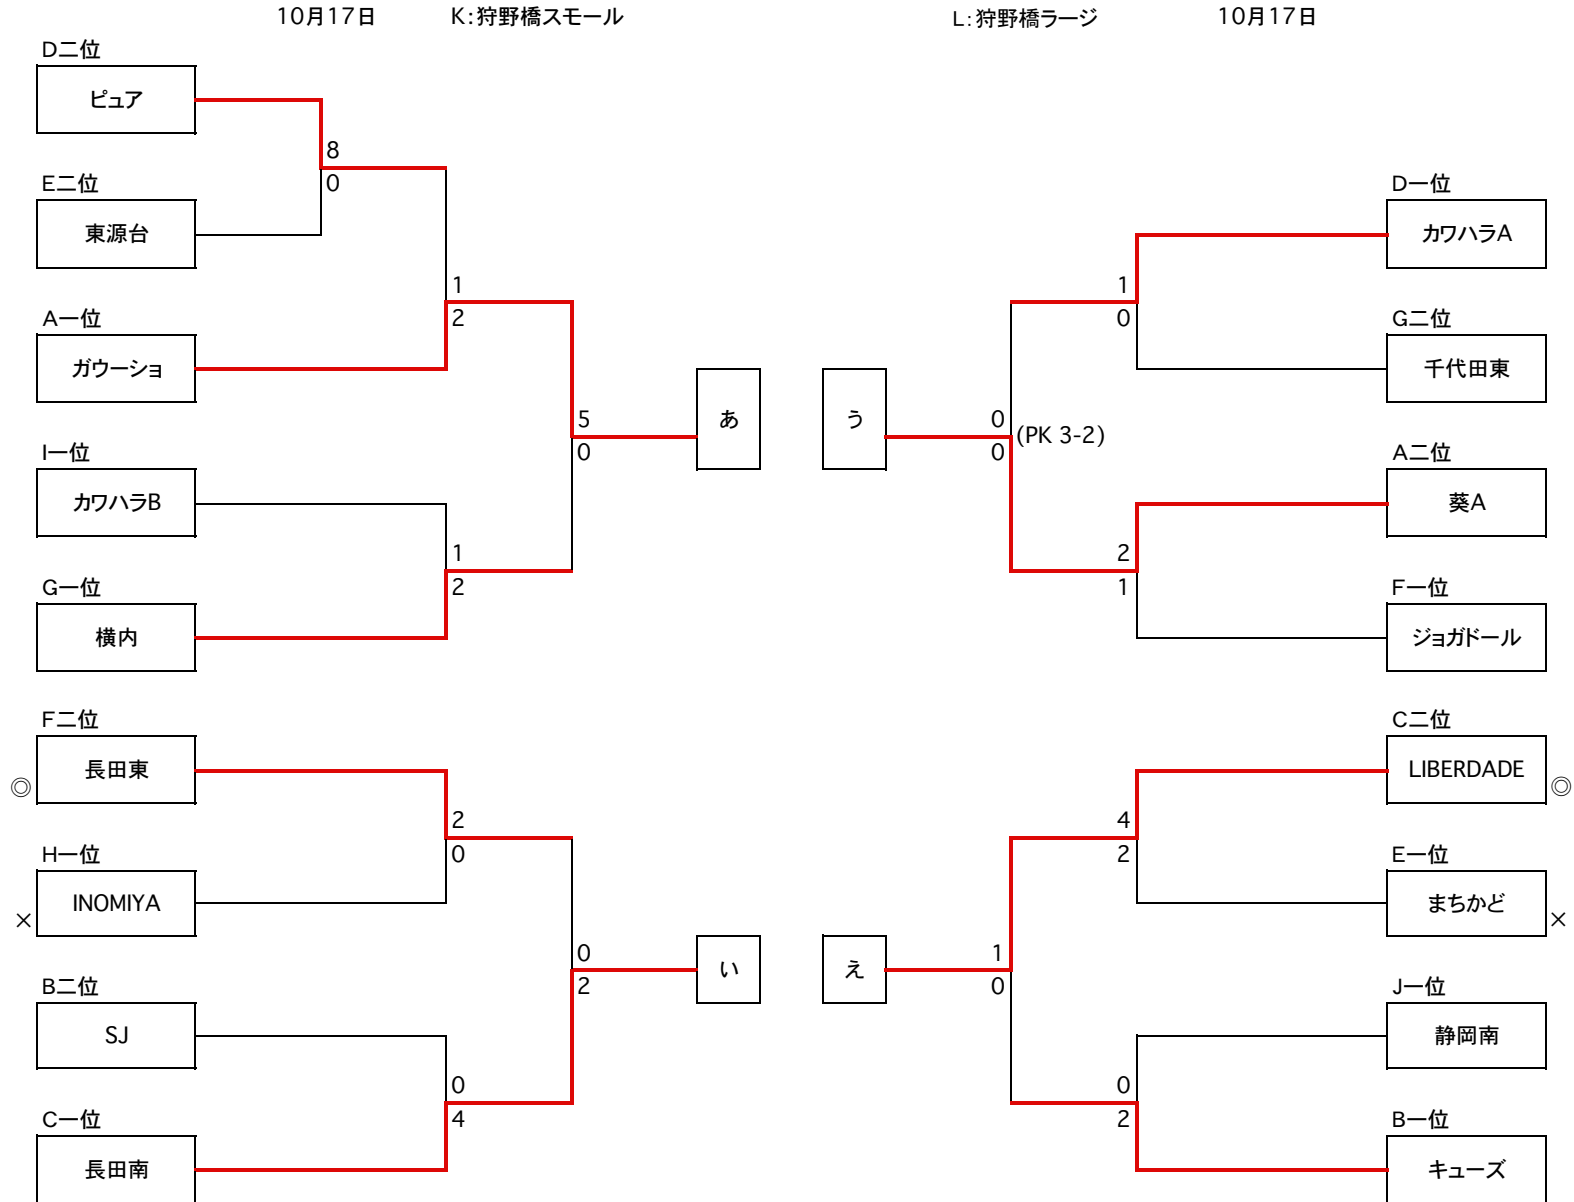 10月17日 K:狩野橋スモール L:狩野橋ラージ 10月17日
D二位
ピュア
8
0
E二位
東源台
1
2
A一位
ガウーショ
5
0
あ
I一位
カワハラB
1
2
G一位
横内
F二位
長田東
◎
2
0
H一位
INOMIYA
×
0
2
い
B二位
SJ
0
4
C一位
長田南
D一位
カワハラA
1
0
G二位
千代田東
う
0
0
(PK 3-2)
A二位
葵A
2
1
F一位
ジョガドール
C二位
LIBERDADE
◎
4
2
E一位
まちかど
×
え
1
0
J一位
静岡南
0
2
B一位
キューズ